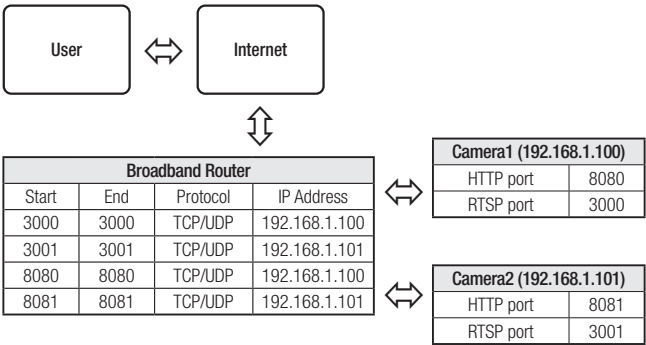 User
Internet
Broadband Router
Start End Protocol IP Address
3000 3000 TCP/UDP 192.168.1.100
3001 3001 TCP/UDP 192.168.1.101
8080 8080 TCP/UDP 192.168.1.100
8081 8081 TCP/UDP 192.168.1.101
Camera1 (192.168.1.100)
HTTP port 8080
RTSP port 3000
Camera2 (192.168.1.101)
HTTP port 8081
RTSP port 3001